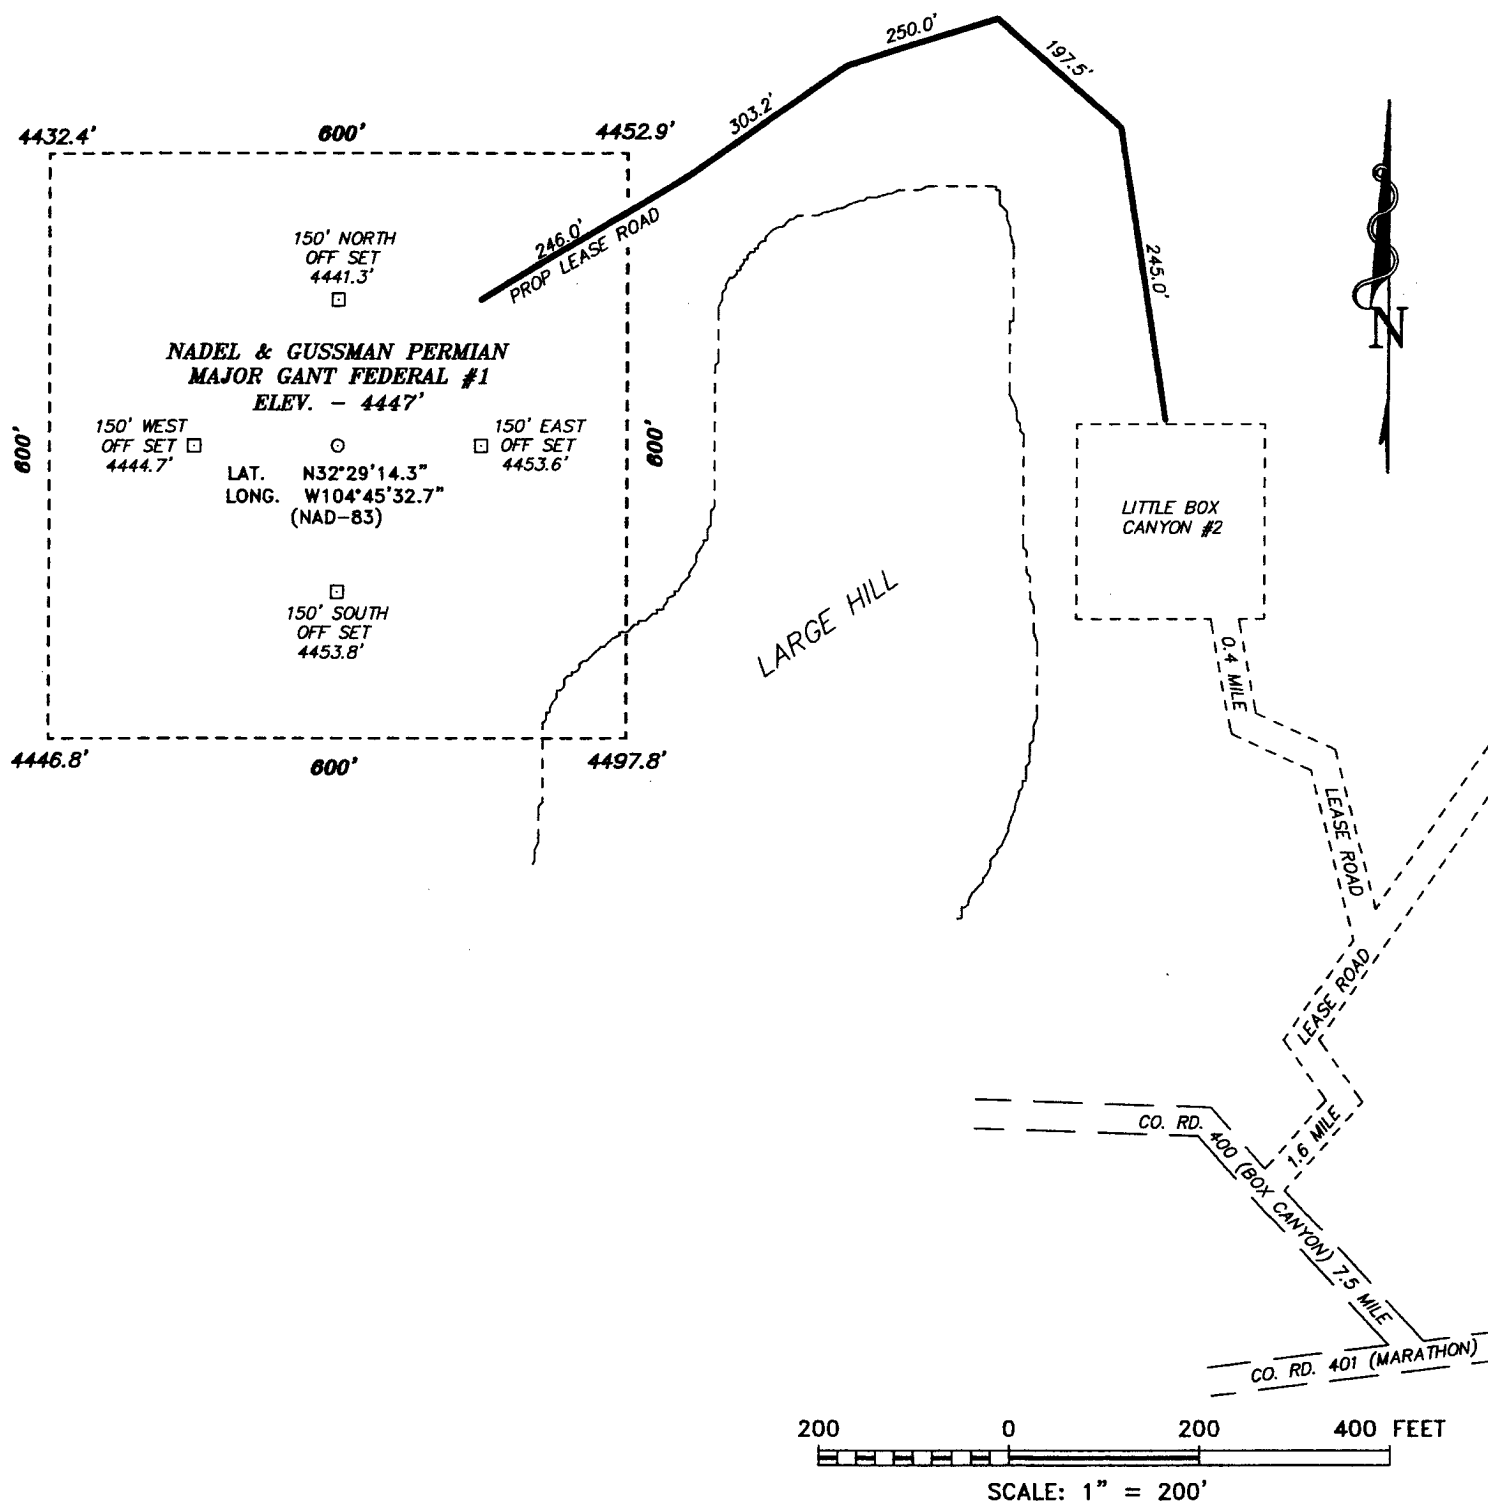 250.0'
197.5'
303.2'
4432.4'
600'
4452.9'
246.0'
PROP LEASE ROAD
245.0'
150' NORTH
OFF SET
4441.3'
N
NADEL & GUSSMAN PERMIAN
MAJOR GANT FEDERAL #1
ELEV. - 4447'
600'
150' WEST
OFF SET
4444.7'
150' EAST
OFF SET
4453.6'
600'
LAT. N32°29'14.3"
LONG. W104°45'32.7"
(NAD-83)
LITTLE BOX
CANYON #2
150' SOUTH
OFF SET
4453.8'
LARGE HILL
0.4 MILE
4446.8'
600'
4497.8'
LEASE ROAD
LEASE ROAD
1.6 MILE
CO. RD. 400 (BOX CANYON) 7.5 MILE
CO. RD. 401 (MARATHON)
200 0 200 400 FEET
SCALE: 1" = 200'